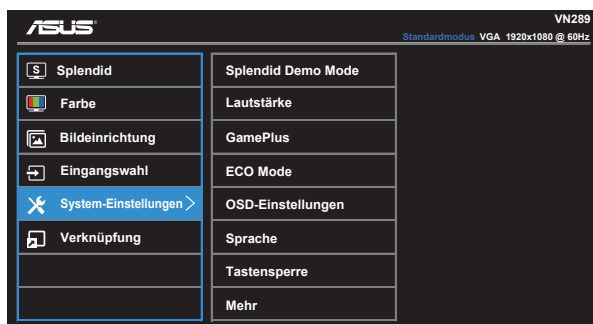 ASUS
VN289
Standardmodus VGA 1920x1080 @ 60Hz
S Splendid
Farbe
Bildeinrichtung
Eingangswahl
System-Einstellungen >
Verknüpfung
Splendid Demo Mode
Lautstärke
GamePlus
ECO Mode
OSD-Einstellungen
Sprache
Tastensperre
Mehr